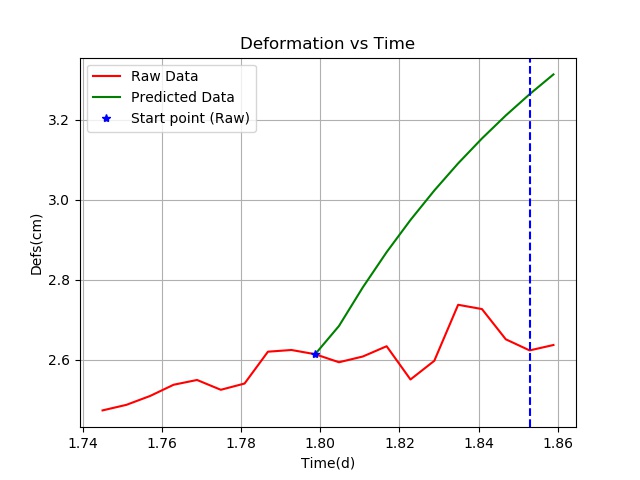 Deformation vs Time
Raw Data
Predicted Data
Start point (Raw)
Defs(cm)
3.2
3.0
2.8
2.6
1.74 1.76 1.78 1.80 1.82 1.84 1.86
Time(d)